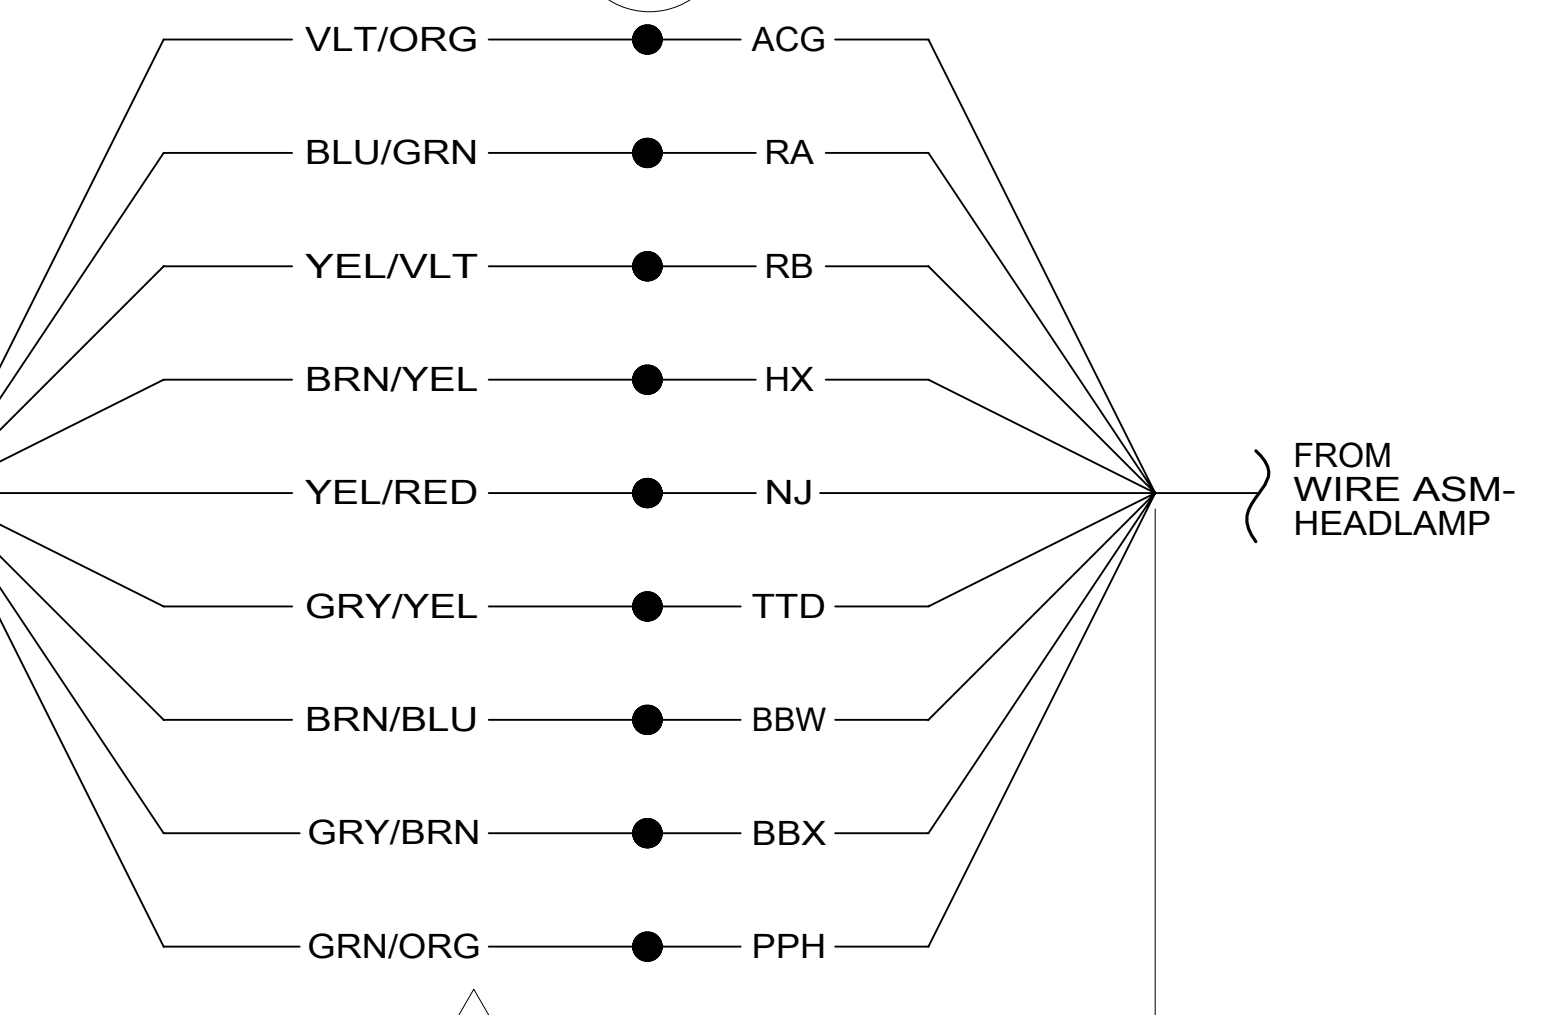 VLT/ORG ACG
BLU/GRN RA
YEL/VLT RB
BRN/YEL HX
YEL/RED NJ
GRY/YEL TTD
BRN/BLU BBW
GRY/BRN BBX
GRN/ORG PPH
FROM
WIRE ASM-
HEADLAMP